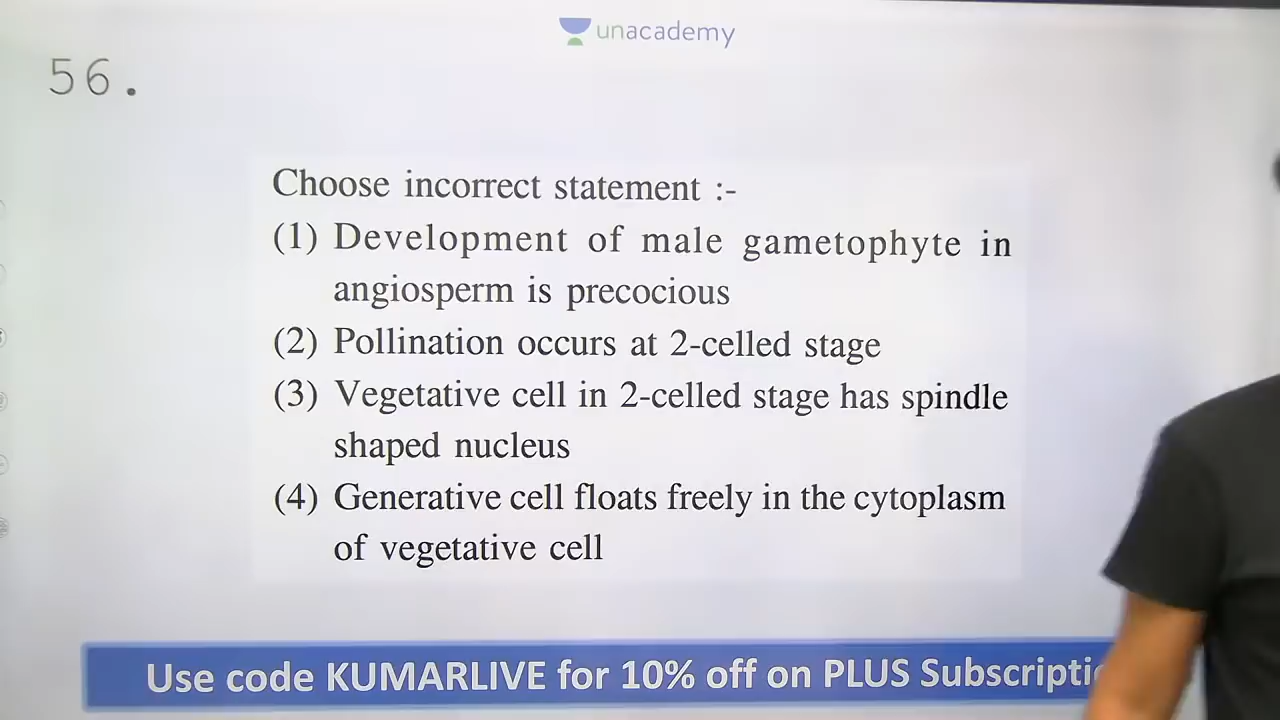 unacademy
56.
Choose incorrect statement :-
(1) Development of male gametophyte in
angiosperm is precocious
(2) Pollination occurs at 2-celled stage
(3) Vegetative cell in 2-celled stage has spindle
shaped nucleus
(4) Generative cell floats freely in the cytoplasm
of vegetative cell
Use code KUMARLIVE for 10% off on PLUS